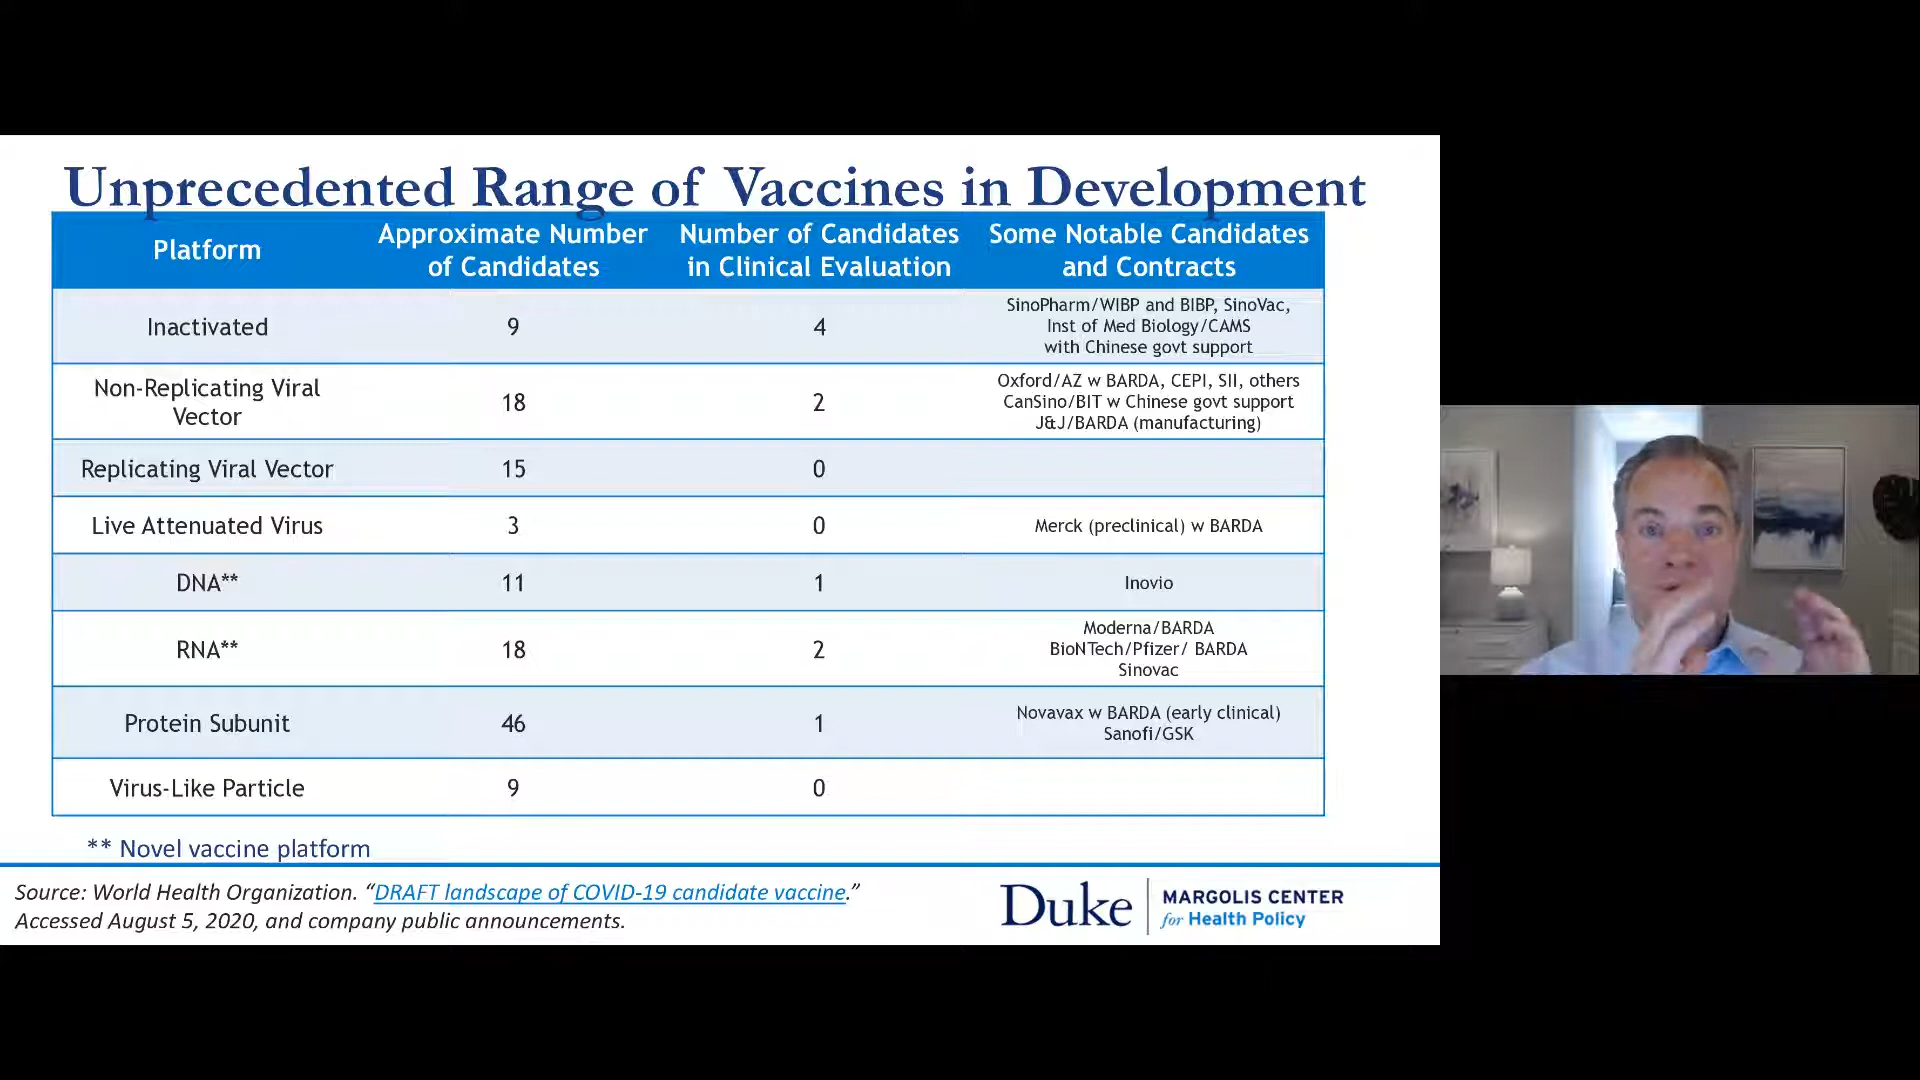 Unprecedented Range of Vaccines in Development
Platform
Approximate Number
of Candidates
Number of Candidates
in Clinical Evaluation
Some Notable Candidates
and Contracts
Inactivated
9
4
SinoPharm/WIBP and BIBP, SinoVac,
Inst of Med Biology/CAMS
with Chinese govt support
Non-Replicating Viral
Vector
18
2
Oxford/AZ w BARDA, CEPI, SII, others
CanSino/BIT w Chinese govt support
J&J/BARDA (manufacturing)
Replicating Viral Vector
15
0
Live Attenuated Virus
3
0
Merck (preclinical) w BARDA
DNA**
11
1
Inovio
RNA**
18
2
Moderna/BARDA
BioNTech/Pfizer/ BARDA
Sinovac
Protein Subunit
46
1
Novavax w BARDA (early clinical)
Sanofi/GSK
Virus-Like Particle
9
0
** Novel vaccine platform
Source: World Health Organization. “DRAFT landscape of COVID-19 candidate vaccine.”
Accessed August 5, 2020, and company public announcements.
Duke
MARGOLIS CENTER
for Health Policy